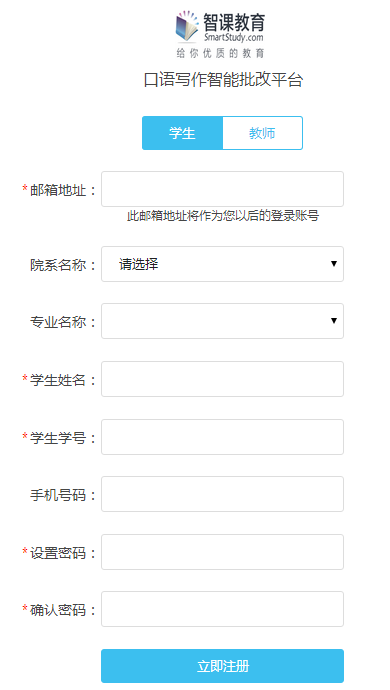 智课教育
SmartStudy.com
给你优质的教育
口语写作智能批改平台
学生 教师
*邮箱地址：
此邮箱地址将作为您以后的登录账号
院系名称： 请选择
专业名称：
*学生姓名：
*学生学号：
手机号码：
*设置密码：
*确认密码：
立即注册